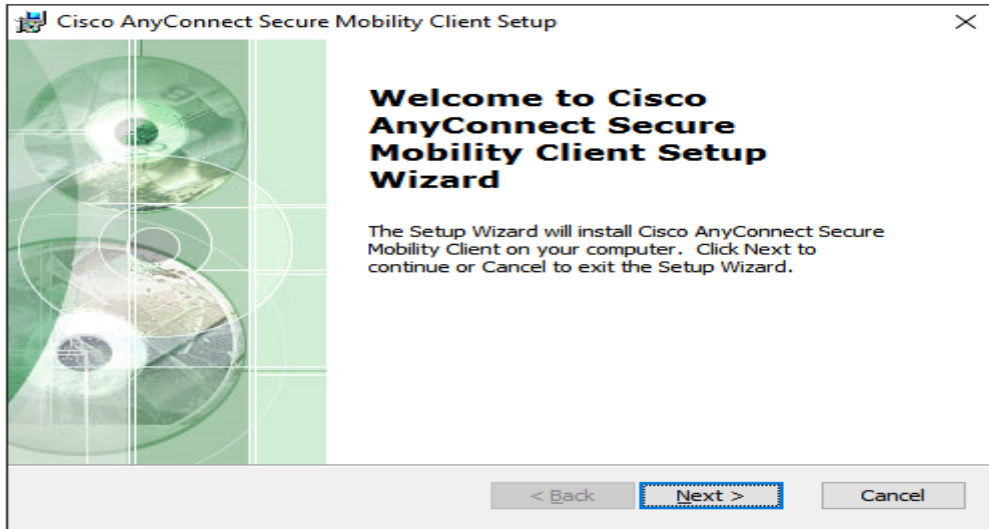 Cisco AnyConnect Secure Mobility Client Setup
Welcome to Cisco
AnyConnect Secure
Mobility Client Setup
Wizard
The Setup Wizard will install Cisco AnyConnect Secure
Mobility Client on your computer. Click Next to
continue or Cancel to exit the Setup Wizard.
< Back Next > Cancel